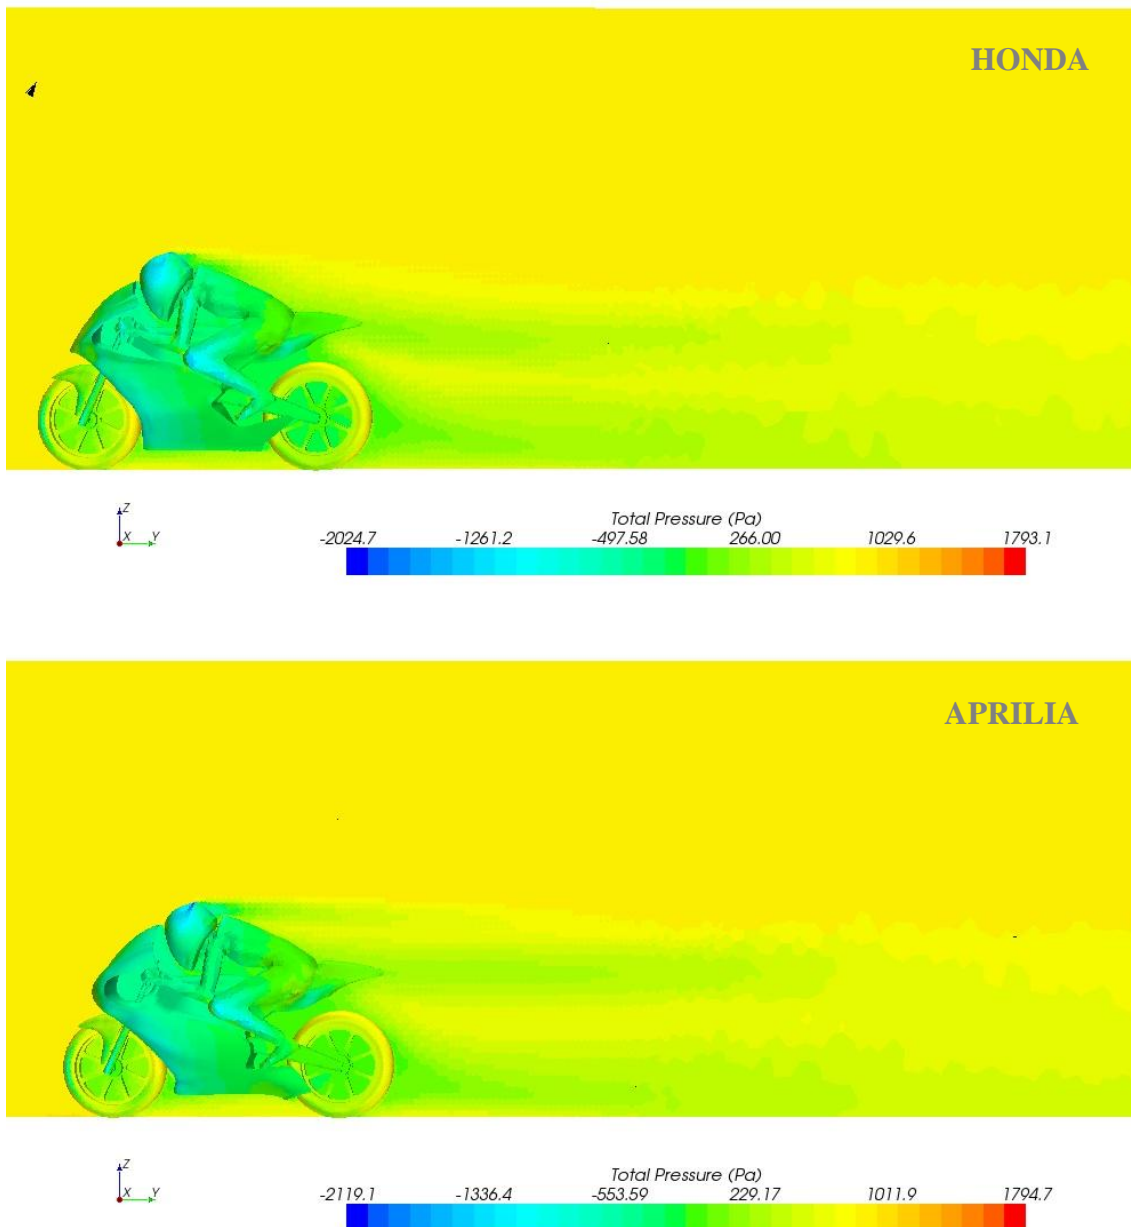 HONDA
Z
X Y
Total Pressure (Pa)
-2024.7 -1261.2 -497.58 266.00 1029.6 1793.1
APRILIA
Z
X Y
Total Pressure (Pa)
-2119.1 -1336.4 -553.59 229.17 1011.9 1794.7